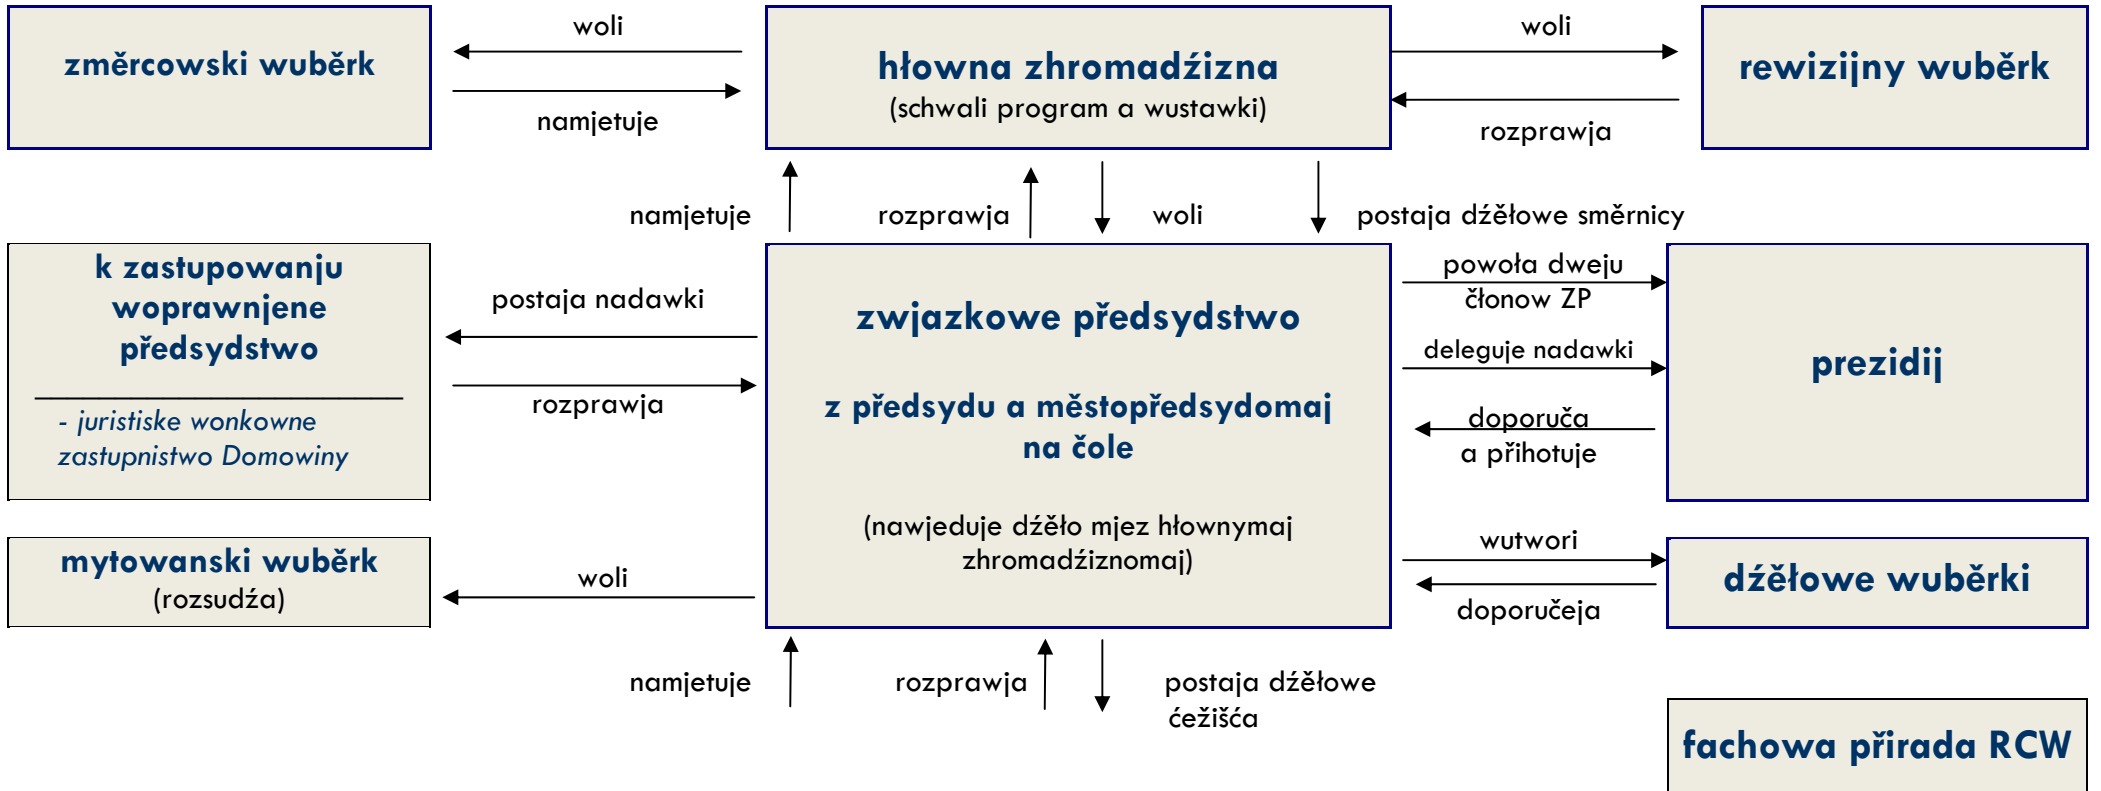 změrcowski wuběrk
woli
namjetuje
hłowna zhromadźizna
(schwali program a wustawki)
woli
rozprawja
rewizijny wuběrk
namjetuje
rozprawja
woli
postaja dźěłowe směrnicy
k zastupowanju
woprawnjene
předsydstwo
- juristiske wonkowne
zastupnistwo Domowiny
postaja nadawki
rozprawja
zwjazkowe předsydstwo
z předsydu a městopředsydomaj
na čole
(nawjeduje dźěło mjez hłownymaj
zhromadźiznomaj)
powoła dweju
čłonow ZP
deleguje nadawki
doporuča
a přihotuje
prezidij
mytowanski wuběrk
(rozsudźa)
woli
wutwori
doporučeja
dźěłowe wuběrki
namjetuje
rozprawja
postaja dźěłowe
ćežišća
fachowa přirada RCW